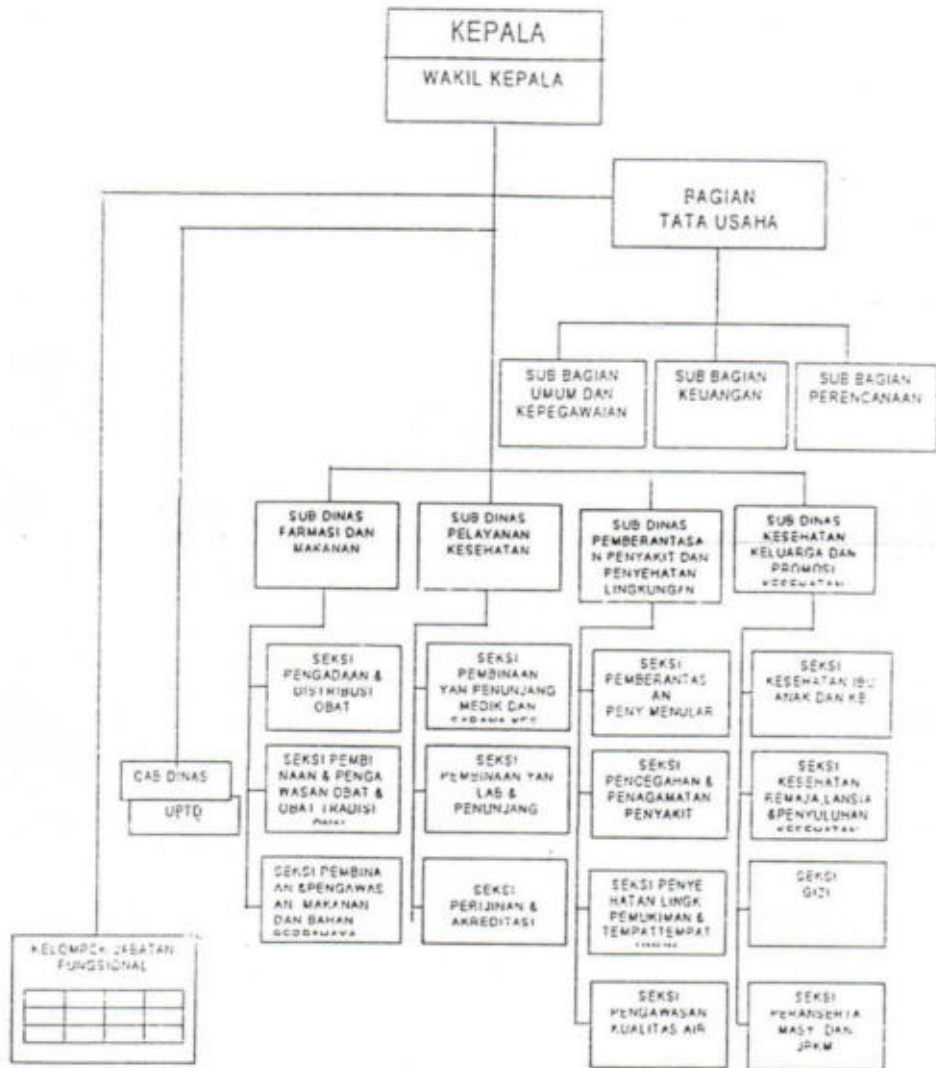 KEPALA
WAKIL KEPALA
BAGIAN
TATA USAHA
SUB BAGIAN
UMUM DAN
KEPEGAWAIAN
SUB BAGIAN
KEUANGAN
SUB BAGIAN
PERENCANAAN
SUB DINAS
FARMASI DAN
MAKANAN
SUB DINAS
PELAYANAN
KESEHATAN
SUB DINAS
PEMBERANTASA
N PENYAKIT DAN
PENYEHATAN
LINGKUNGAN
SUB DINAS
KESEHATAN
KELUARGA DAN
PROMOSI
KESEHATAN
SEKSI
PENGADAAN &
DISTRIBUSI
OBAT
SEKSI PEMBI
NAAN & PENGA
WASAN OBAT &
OBAT TRADISI
SEKSI PEMBINA
AN &PENGAWAS
AN MAKANAN
DAN BAHAN
SEKSI
PEMBINAAN
YAN PENUNJANG
MEDIK DAN
SEKSI
PEMBINAAN YAN
LAB &
PENUNJANG
SEKSI
PERIJINAN &
AKREDITASI
SEKSI
PEMBERANTAS
AN
PENY MENULAR
SEKSI
PENCEGAHAN &
PENAGAMATAN
PENYAKIT
SEKSI PENYE
HATAN LINGK
PEMUKIMAN &
TEMPATTEMPAT
SEKSI
PENGAWASAN
KUALITAS AIR
SEKSI
KESEHATAN IBU
ANAK DAN KB
SEKSI
KESEHATAN
REMAJA,LANSIA
&PENYULUHAN
KESEHATAN
SEKSI
GIZI
SEKSI
PERANSERTA
MASY DAN
JPKM
CAB DINAS
UPTD
KELOMPOK JABATAN
FUNGSIONAL